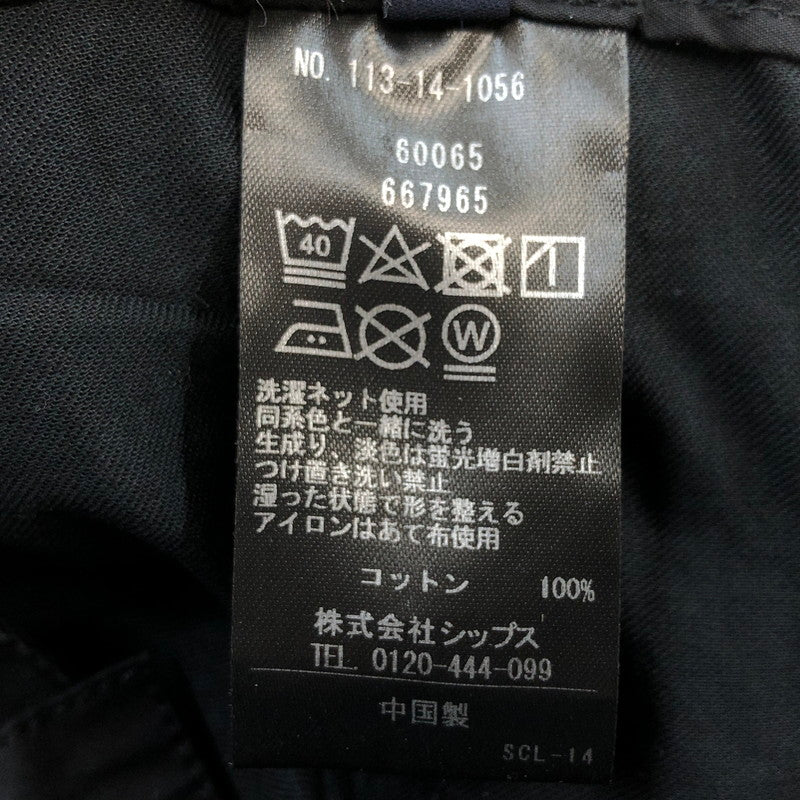 NO. 113-14-1056
60065
667965
40
W
洗濯ネット使用
同系色と一緒に洗う
生成り、淡色は蛍光増白剤禁止
つけ置き洗い禁止
湿った状態で形を整える
アイロンはあて布使用
コットン 100%
株式会社シップス
TEL. 0120-444-099
中国製
SCL-14